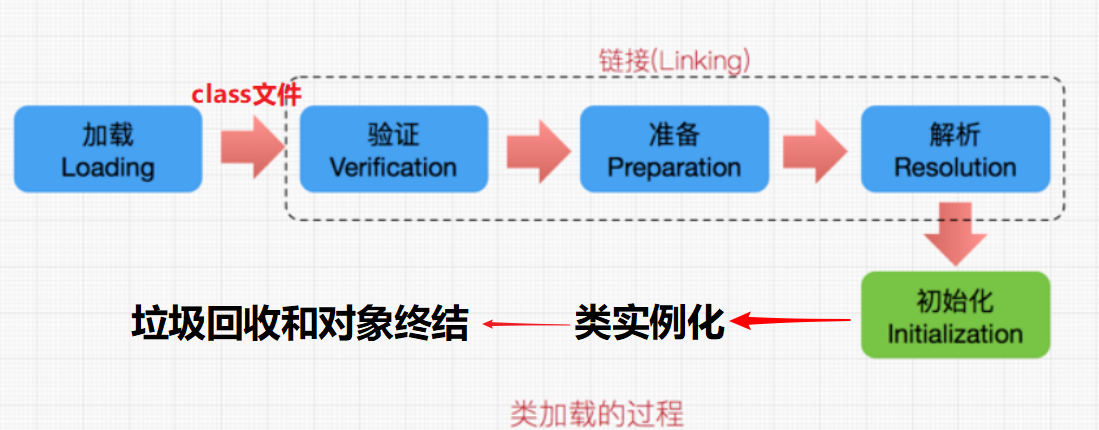 链接(Linking)
class文件
加载
Loading
验证
Verification
准备
Preparation
解析
Resolution
初始化
Initialization
类实例化
垃圾回收和对象终结
类加载的过程